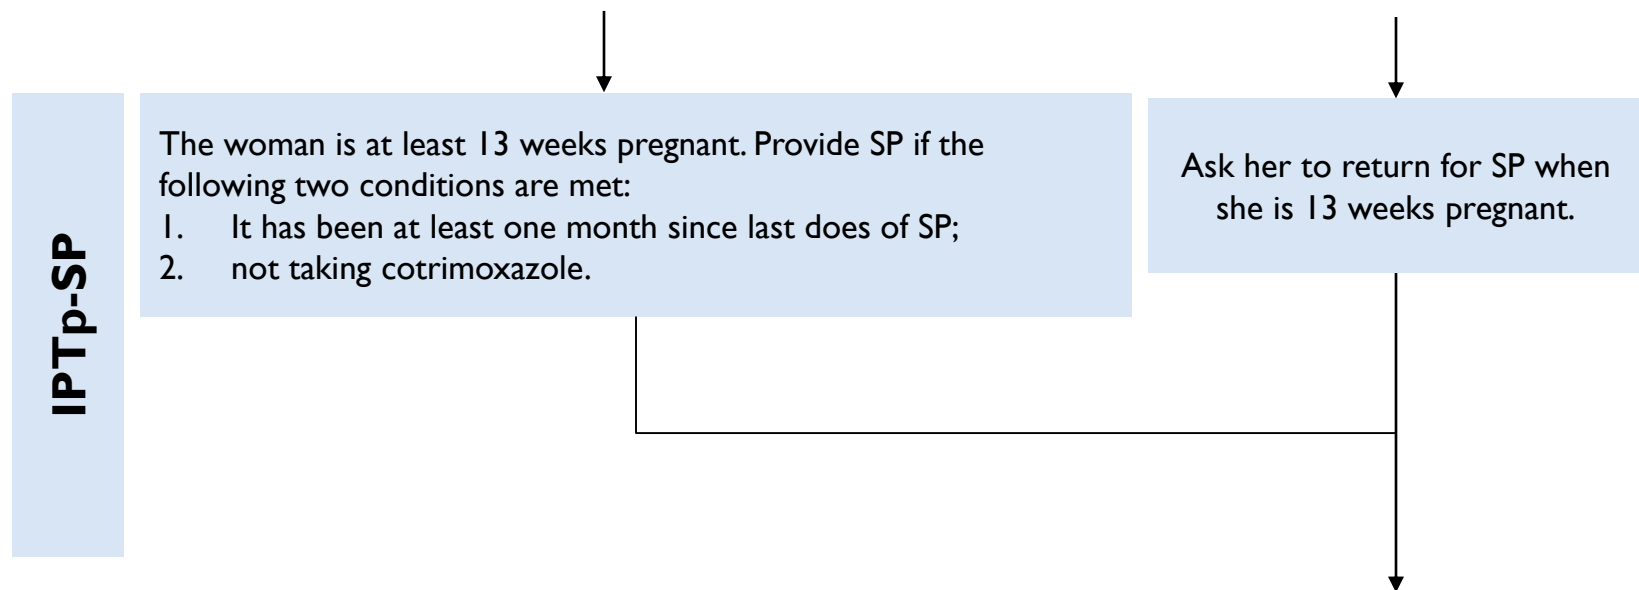 IPTp-SP
The woman is at least 13 weeks pregnant. Provide SP if the
following two conditions are met:
1. It has been at least one month since last does of SP;
2. not taking cotrimoxazole.
Ask her to return for SP when
she is 13 weeks pregnant.